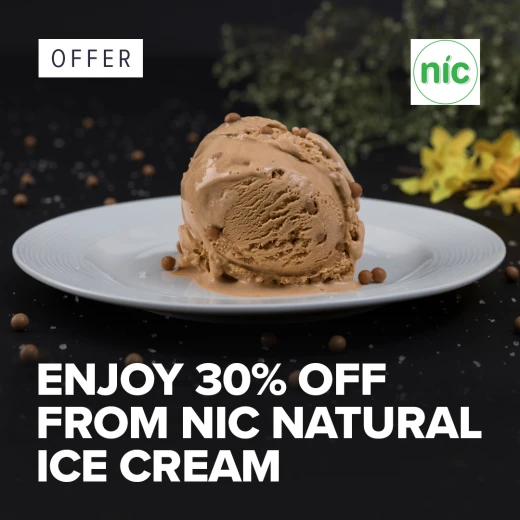 OFFER
nic
ENJOY 30% OFF
FROM NIC NATURAL
ICE CREAM